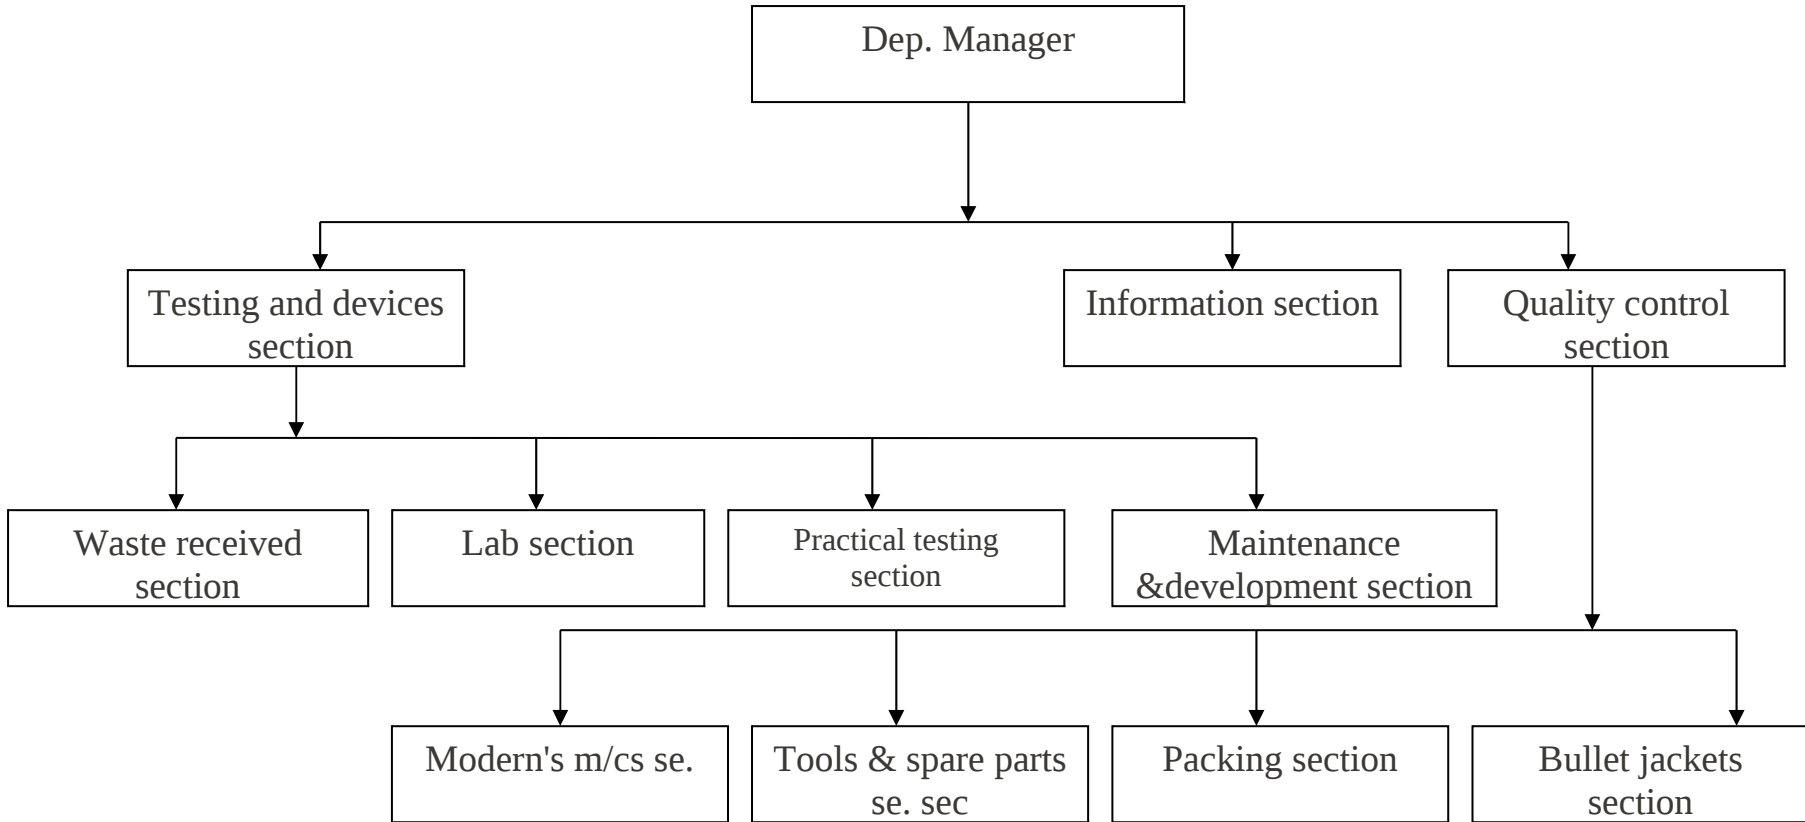 Dep. Manager
Testing and devices
section
Information section
Quality control
section
Waste received
section
Lab section
Practical testing
section
Maintenance
&development section
Modern's m/cs se.
Tools & spare parts
se. sec
Packing section
Bullet jackets
section